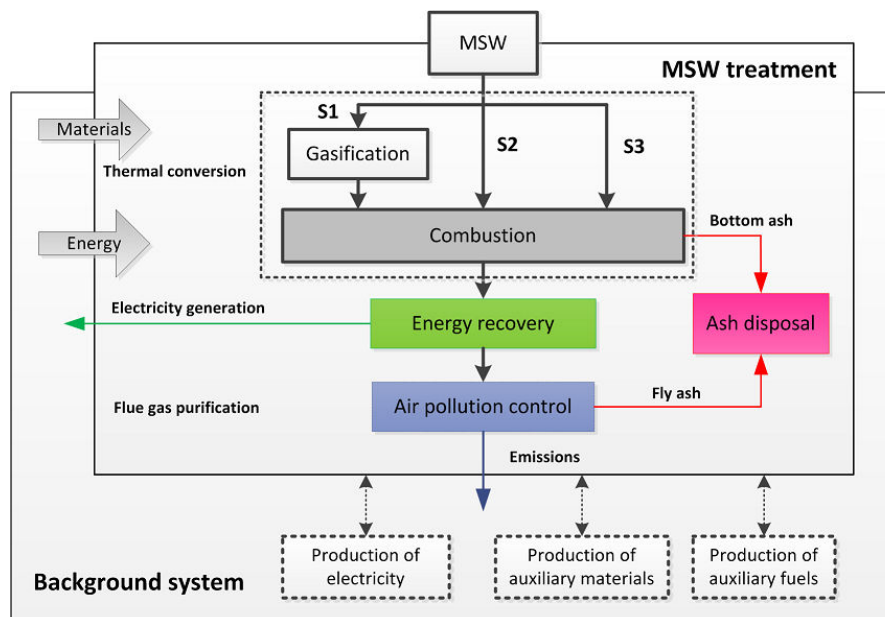 MSW
MSW treatment
Materials
S1
S2
S3
Gasification
Thermal conversion
Combustion
Bottom ash
Energy
Electricity generation
Energy recovery
Ash disposal
Flue gas purification
Air pollution control
Fly ash
Emissions
Production of
electricity
Production of
auxiliary materials
Production of
auxiliary fuels
Background system